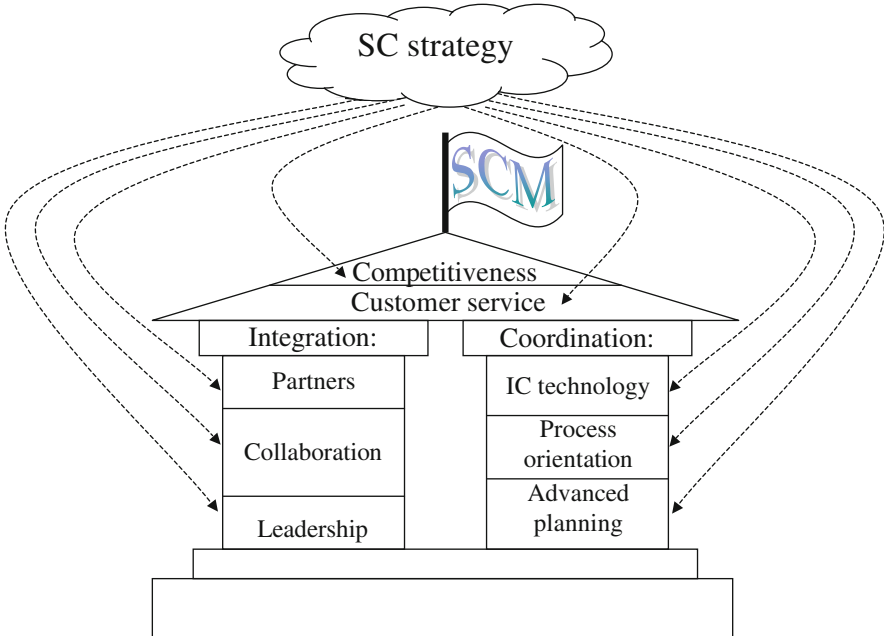 SC strategy
SCM
Competitiveness
Customer service
Integration:
Partners
Collaboration
Leadership
Coordination:
IC technology
Process
orientation
Advanced
planning